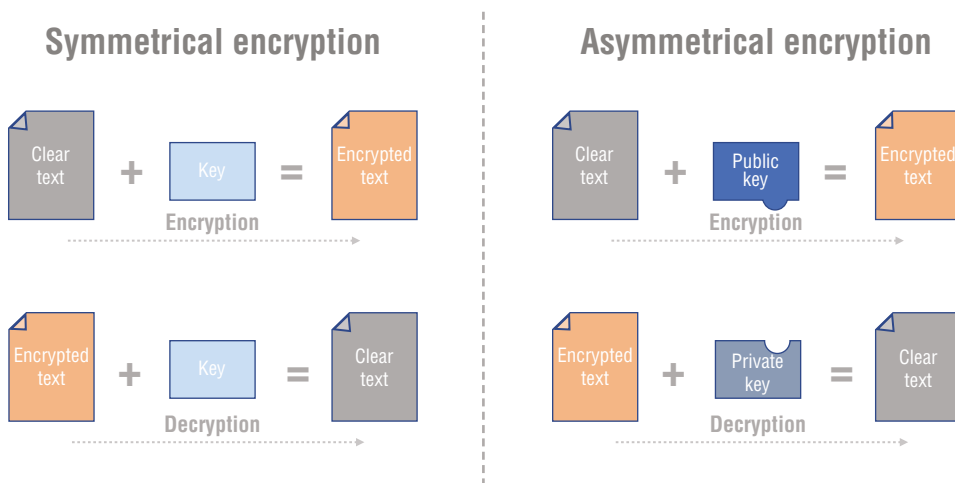 Symmetrical encryption
Clear
text
+
Key
=
Encrypted
text
Encryption
Encrypted
text
+
Key
=
Clear
text
Decryption
Asymmetrical encryption
Clear
text
+
Public
key
=
Encrypted
text
Encryption
Encrypted
text
+
Private
key
=
Clear
text
Decryption